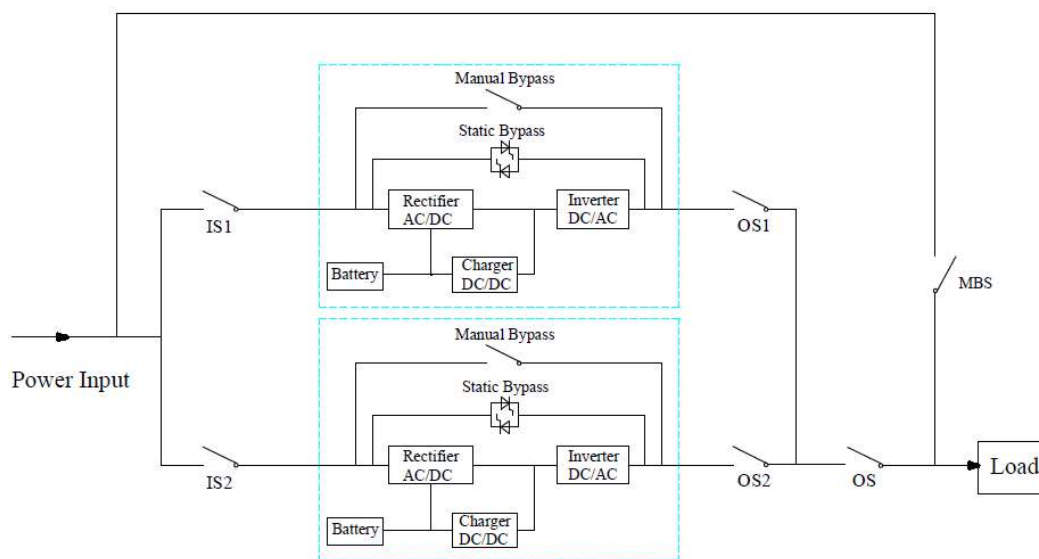 Manual Bypass
Static Bypass
Rectifier
AC/DC
Inverter
DC/AC
IS1
OS1
Battery
Charger
DC/DC
MBS
Power Input
Manual Bypass
Static Bypass
Rectifier
AC/DC
Inverter
DC/AC
IS2
OS2
OS
Load
Battery
Charger
DC/DC